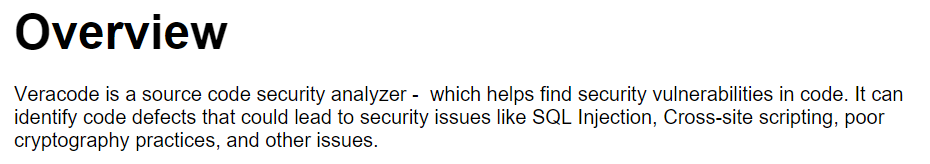 Overview
Veracode is a source code security analyzer -  which helps find security vulnerabilities in code. It can
identify code defects that could lead to security issues like SQL Injection, Cross-site scripting, poor
cryptography practices, and other issues.